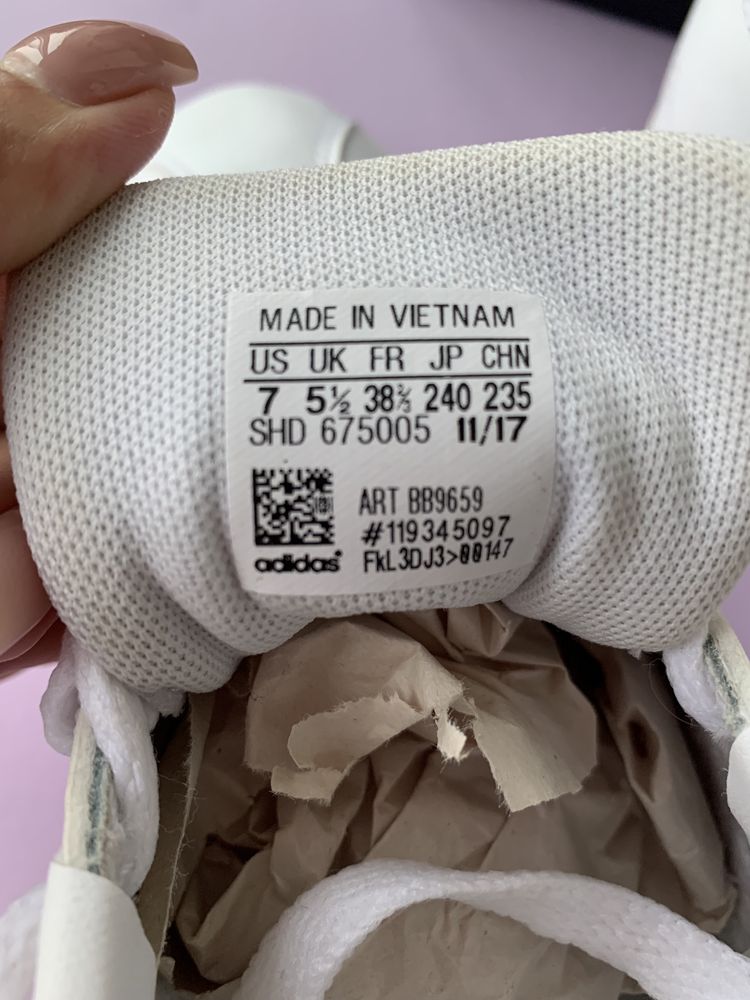 MADE IN VIETNAM
US UK FR JP CHN
7 5½ 38⅔ 240 235
SHD 675005 11/17
ART BB9659
#119345097
FkL3DJ3>00147
adidas